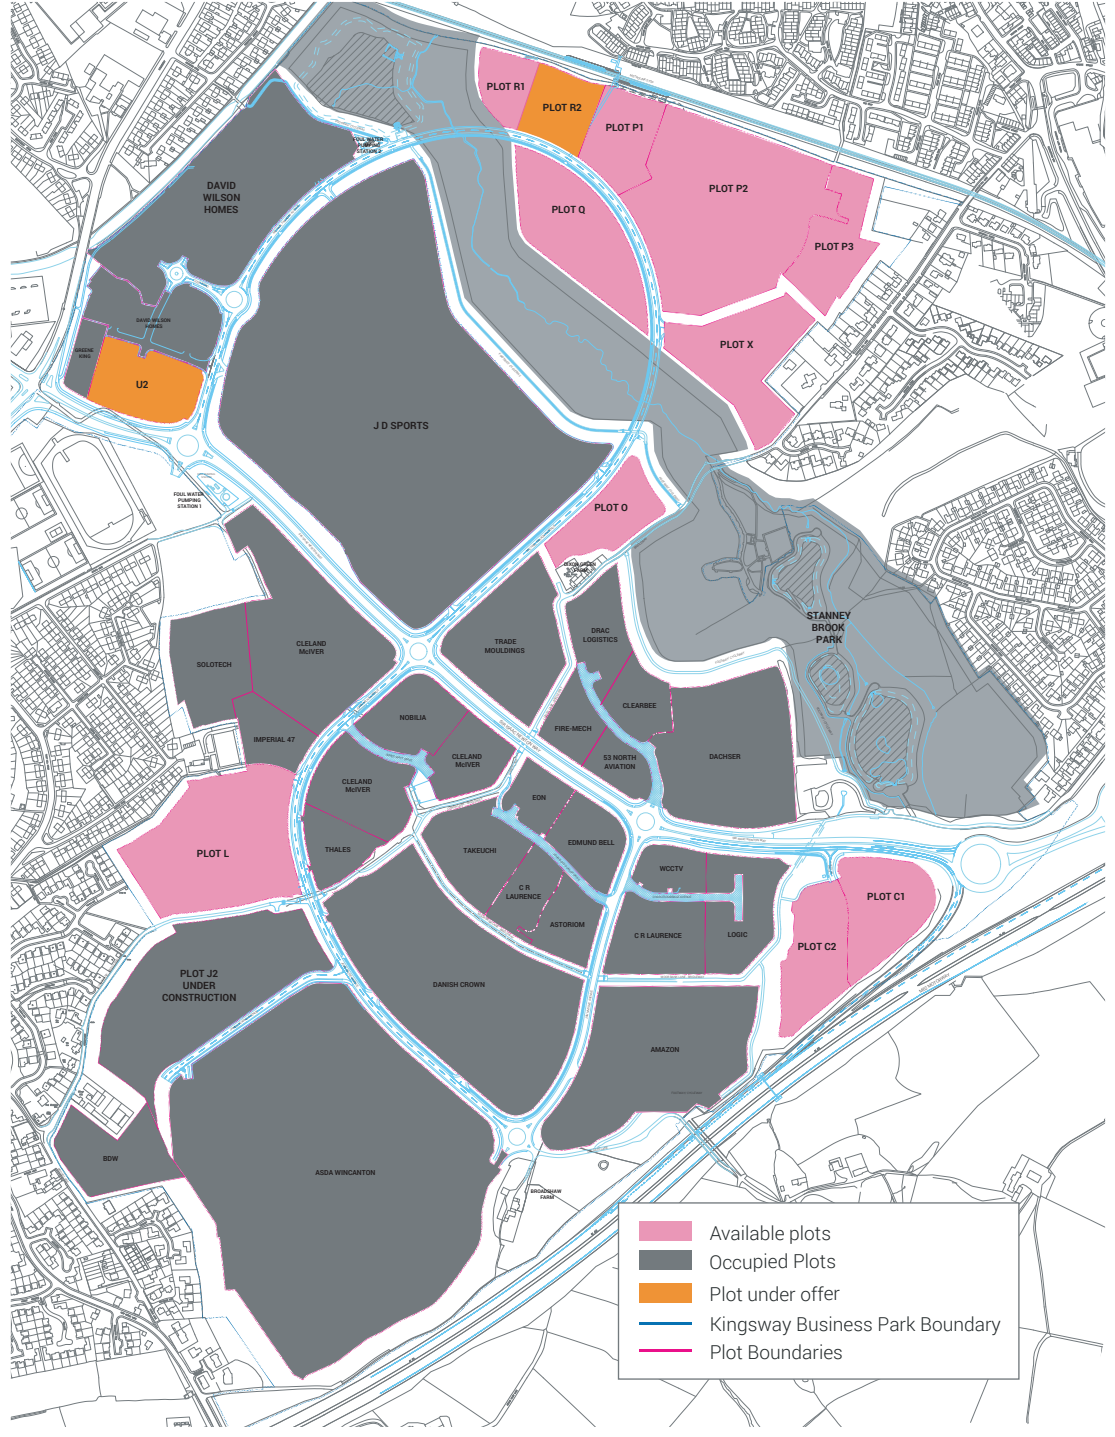 PLOT R1
PLOT R2
PLOT P1
FOUL WATER
PUMPING
STATION 2
DAVID
WILSON
HOMES
PLOT P2
PLOT Q
PLOT P3
DAVID WILSON
HOMES
PLOT X
GREENE
KING
U2
J D SPORTS
FOUL WATER
PUMPING
STATION 1
PLOT O
DIXON GREEN
FARM
STANNEY
BROOK
PARK
DRAC
LOGISTICS
TRADE
MOULDINGS
CLELAND
McIVER
SOLOTECH
CLEARBEE
NOBILIA
FIRE-MECH
IMPERIAL 47
CLELAND
McIVER
53 NORTH
AVIATION
DACHSER
CLELAND
McIVER
EON
EDMUND BELL
THALES
TAKEUCHI
PLOT L
WCCTV
C R
LAURENCE
PLOT C1
ASTORIOM
C R LAURENCE
LOGIC
PLOT C2
PLOT J2
UNDER
CONSTRUCTION
DANISH CROWN
AMAZON
BDW
ASDA WINCANTON
BROADSHAW
FARM
Available plots
Occupied Plots
Plot under offer
Kingsway Business Park Boundary
Plot Boundaries